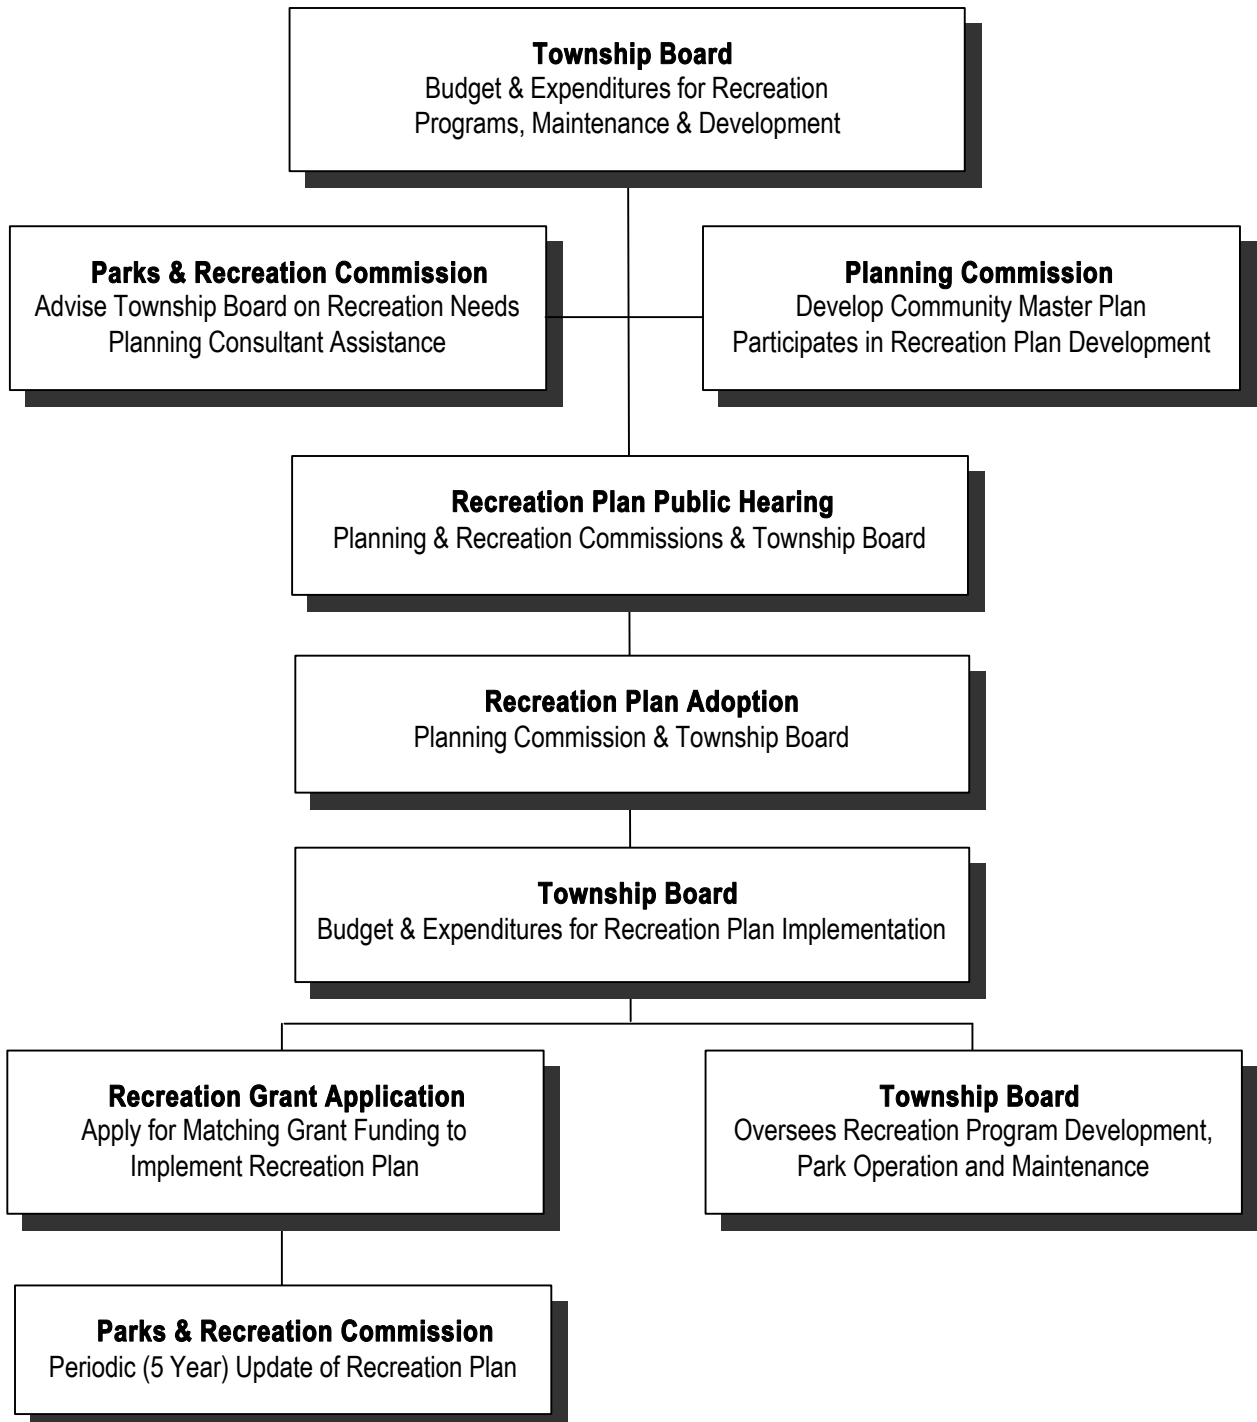 Township Board
Budget & Expenditures for Recreation
Programs, Maintenance & Development
Parks & Recreation Commission
Advise Township Board on Recreation Needs
Planning Consultant Assistance
Planning Commission
Develop Community Master Plan
Participates in Recreation Plan Development
Recreation Plan Public Hearing
Planning & Recreation Commissions & Township Board
Recreation Plan Adoption
Planning Commission & Township Board
Township Board
Budget & Expenditures for Recreation Plan Implementation
Recreation Grant Application
Apply for Matching Grant Funding to
Implement Recreation Plan
Township Board
Oversees Recreation Program Development,
Park Operation and Maintenance
Parks & Recreation Commission
Periodic (5 Year) Update of Recreation Plan